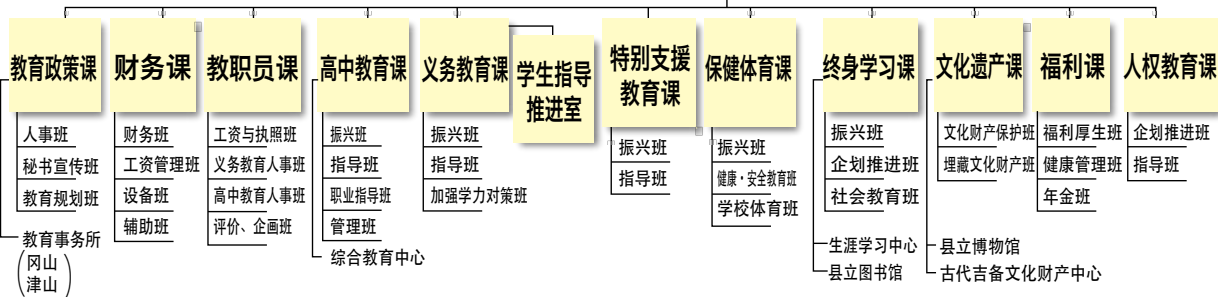 教育政策课
人事班
秘书宣传班
教育规划班
教育事务所
冈山
津山
财务课
财务班
工资管理班
设备班
辅助班
教职员课
工资与执照班
义务教育人事班
高中教育人事班
评价、企画班
高中教育课
振兴班
指导班
职业指导班
管理班
综合教育中心
义务教育课
振兴班
指导班
加强学力对策班
学生指导
推进室
特别支援
教育课
振兴班
指导班
保健体育课
振兴班
健康・安全教育班
学校体育班
终身学习课
振兴班
企划推进班
社会教育班
生涯学习中心
县立图书馆
文化遗产课
文化财产保护班
埋藏文化财产班
县立博物馆
古代吉备文化财产中心
福利课
福利厚生班
健康管理班
年金班
人权教育课
企划推进班
指导班